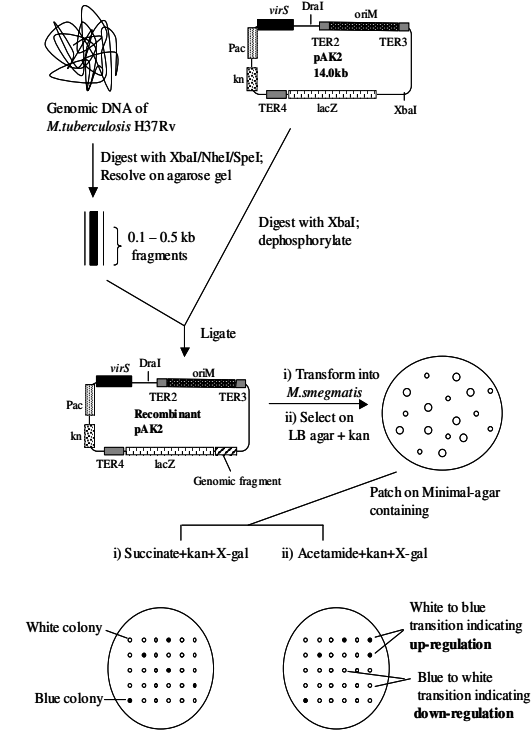 virS
DraI
oriM
Pac
TER2
TER3
pAK2
14.0kb
kn
TER4
lacZ
XbaI
Genomic DNA of
M.tuberculosis H37Rv
Digest with XbaI/NheI/SpeI;
Resolve on agarose gel
0.1 – 0.5 kb
fragments
Digest with XbaI;
dephosphorylate
Ligate
virS
DraI
oriM
Pac
TER2
TER3
Recombinant
pAK2
kn
TER4
lacZ
Genomic fragment
i) Transform into
M.smegmatis
ii) Select on
LB agar + kan
Patch on Minimal-agar
containing
i) Succinate+kan+X-gal
ii) Acetamide+kan+X-gal
White colony
Blue colony
White to blue
transition indicating
up-regulation
Blue to white
transition indicating
down-regulation